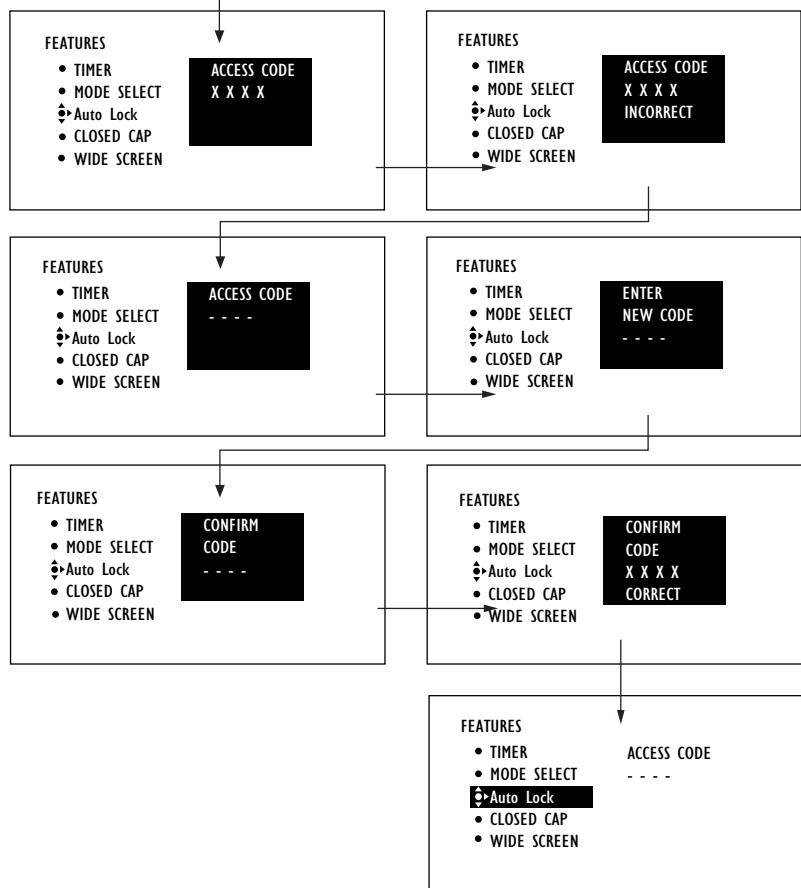 FEATURES
• TIMER
• MODE SELECT
Auto Lock
• CLOSED CAP
• WIDE SCREEN
ACCESS CODE
X X X X
FEATURES
• TIMER
• MODE SELECT
Auto Lock
• CLOSED CAP
• WIDE SCREEN
ACCESS CODE
X X X X
INCORRECT
FEATURES
• TIMER
• MODE SELECT
Auto Lock
• CLOSED CAP
• WIDE SCREEN
ACCESS CODE
- - - -
FEATURES
• TIMER
• MODE SELECT
Auto Lock
• CLOSED CAP
• WIDE SCREEN
ENTER
NEW CODE
- - - -
FEATURES
• TIMER
• MODE SELECT
Auto Lock
• CLOSED CAP
• WIDE SCREEN
CONFIRM
CODE
- - - -
FEATURES
• TIMER
• MODE SELECT
Auto Lock
• CLOSED CAP
• WIDE SCREEN
CONFIRM
CODE
X X X X
CORRECT
FEATURES
• TIMER
• MODE SELECT
Auto Lock
• CLOSED CAP
• WIDE SCREEN
ACCESS CODE
- - - -